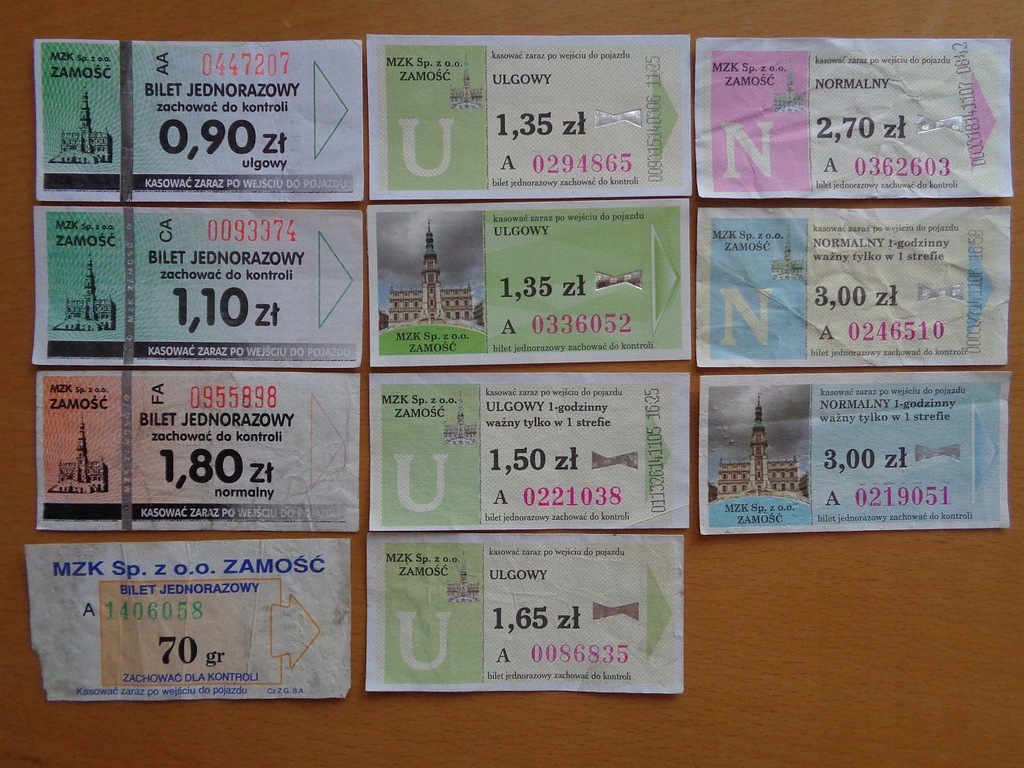 MZK Sp. z o.o.
ZAMOŚĆ
AA
0447207
BILET JEDNORAZOWY
zachować do kontroli
0,90 zł
ulgowy
KASOWAĆ ZARAZ PO WEJŚCIU DO POJAZDU
MZK Sp. z o.o.
ZAMOŚĆ
U
kasować zaraz po wejściu do pojazdu
ULGOWY
1,35 zł
A 0294865
bilet jednorazowy zachować do kontroli
MZK Sp. z o.o.
ZAMOŚĆ
N
kasować zaraz po wejściu do pojazdu
NORMALNY
2,70 zł
A 0362603
bilet jednorazowy zachować do kontroli
MZK Sp. z o.o.
ZAMOŚĆ
CA
0093374
BILET JEDNORAZOWY
zachować do kontroli
1,10 zł
KASOWAĆ ZARAZ PO WEJŚCIU DO POJAZDU
kasować zaraz po wejściu do pojazdu
ULGOWY
1,35 zł
A 0336052
MZK Sp. z o.o.
ZAMOŚĆ
bilet jednorazowy zachować do kontroli
MZK Sp. z o.o.
ZAMOŚĆ
N
kasować zaraz po wejściu do pojazdu
NORMALNY 1-godzinny
ważny tylko w 1 strefie
3,00 zł
A 0246510
bilet jednorazowy zachować do kontroli
MZK Sp. z o.o.
ZAMOŚĆ
FA
0955898
BILET JEDNORAZOWY
zachować do kontroli
1,80 zł
normalny
KASOWAĆ ZARAZ PO WEJŚCIU DO POJAZDU
MZK Sp. z o.o.
ZAMOŚĆ
U
kasować zaraz po wejściu do pojazdu
ULGOWY 1-godzinny
ważny tylko w 1 strefie
1,50 zł
A 0221038
bilet jednorazowy zachować do kontroli
kasować zaraz po wejściu do pojazdu
NORMALNY 1-godzinny
ważny tylko w 1 strefie
3,00 zł
A 0219051
MZK Sp. z o.o.
ZAMOŚĆ
bilet jednorazowy zachować do kontroli
MZK Sp. z o.o. ZAMOŚĆ
BILET JEDNORAZOWY
A 1406058
70 gr
ZACHOWAĆ DLA KONTROLI
Kasować zaraz po wejściu do pojazdu
Cz.Z.G. S.A.
MZK Sp. z o.o.
ZAMOŚĆ
U
kasować zaraz po wejściu do pojazdu
ULGOWY
1,65 zł
A 0086835
bilet jednorazowy zachować do kontroli